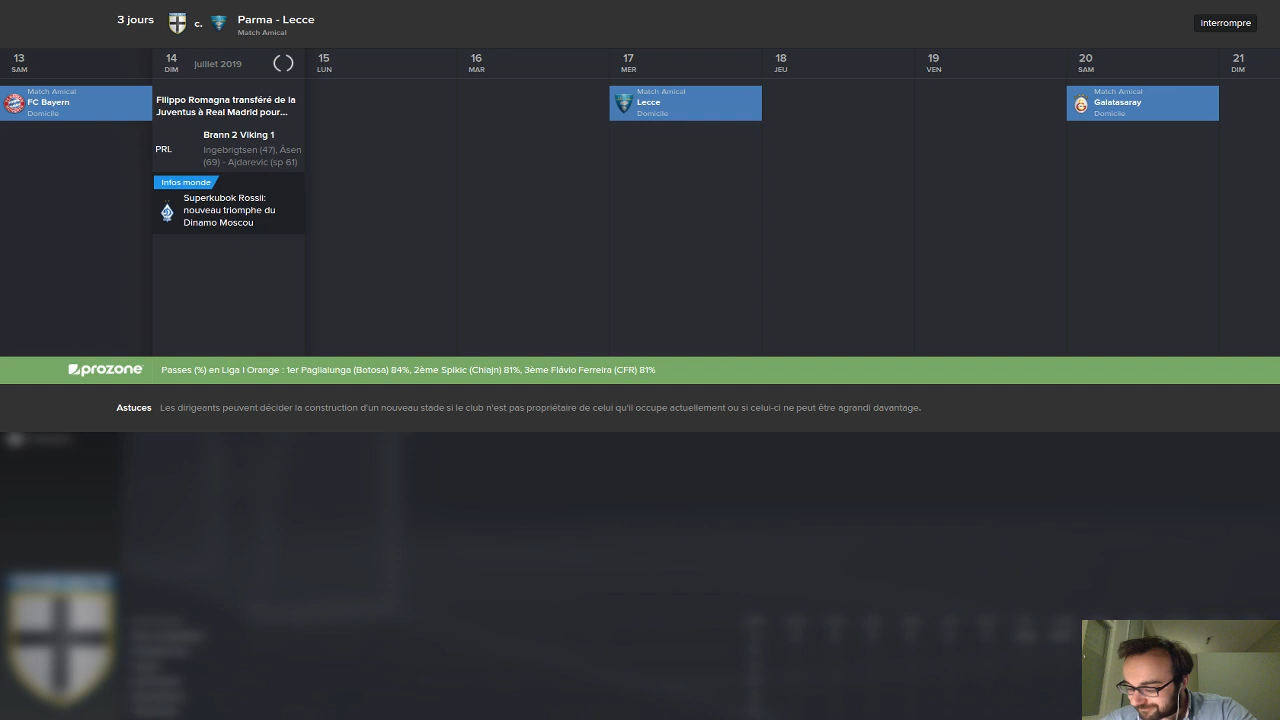 3 jours
c.
Parma - Lecce
Match Amical
Interrompre
13
SAM
14
DIM
juillet 2019
15
LUN
16
MAR
17
MER
18
JEU
19
VEN
20
SAM
21
DIM
Match Amical
FC Bayern
Domicile
Filippo Romagna transféré de la
Juventus à Real Madrid pour...
Brann 2 Viking 1
PRL
Ingebrigtsen (47), Åsen
(69) - Ajdarevic (sp 61)
Infos monde
Superkubok Rossii:
nouveau triomphe du
Dinamo Moscou
Match Amical
Lecce
Domicile
Match Amical
Galatasaray
Domicile
prozone
Passes (%) en Liga I Orange : 1er Paglialunga (Botosa) 84%, 2ème Spikic (Chiajn) 81%, 3ème Flávio Ferreira (CFR) 81%
Astuces
Les dirigeants peuvent décider la construction d'un nouveau stade si le club n'est pas propriétaire de celui qu'il occupe actuellement ou si celui-ci ne peut être agrandi davantage.